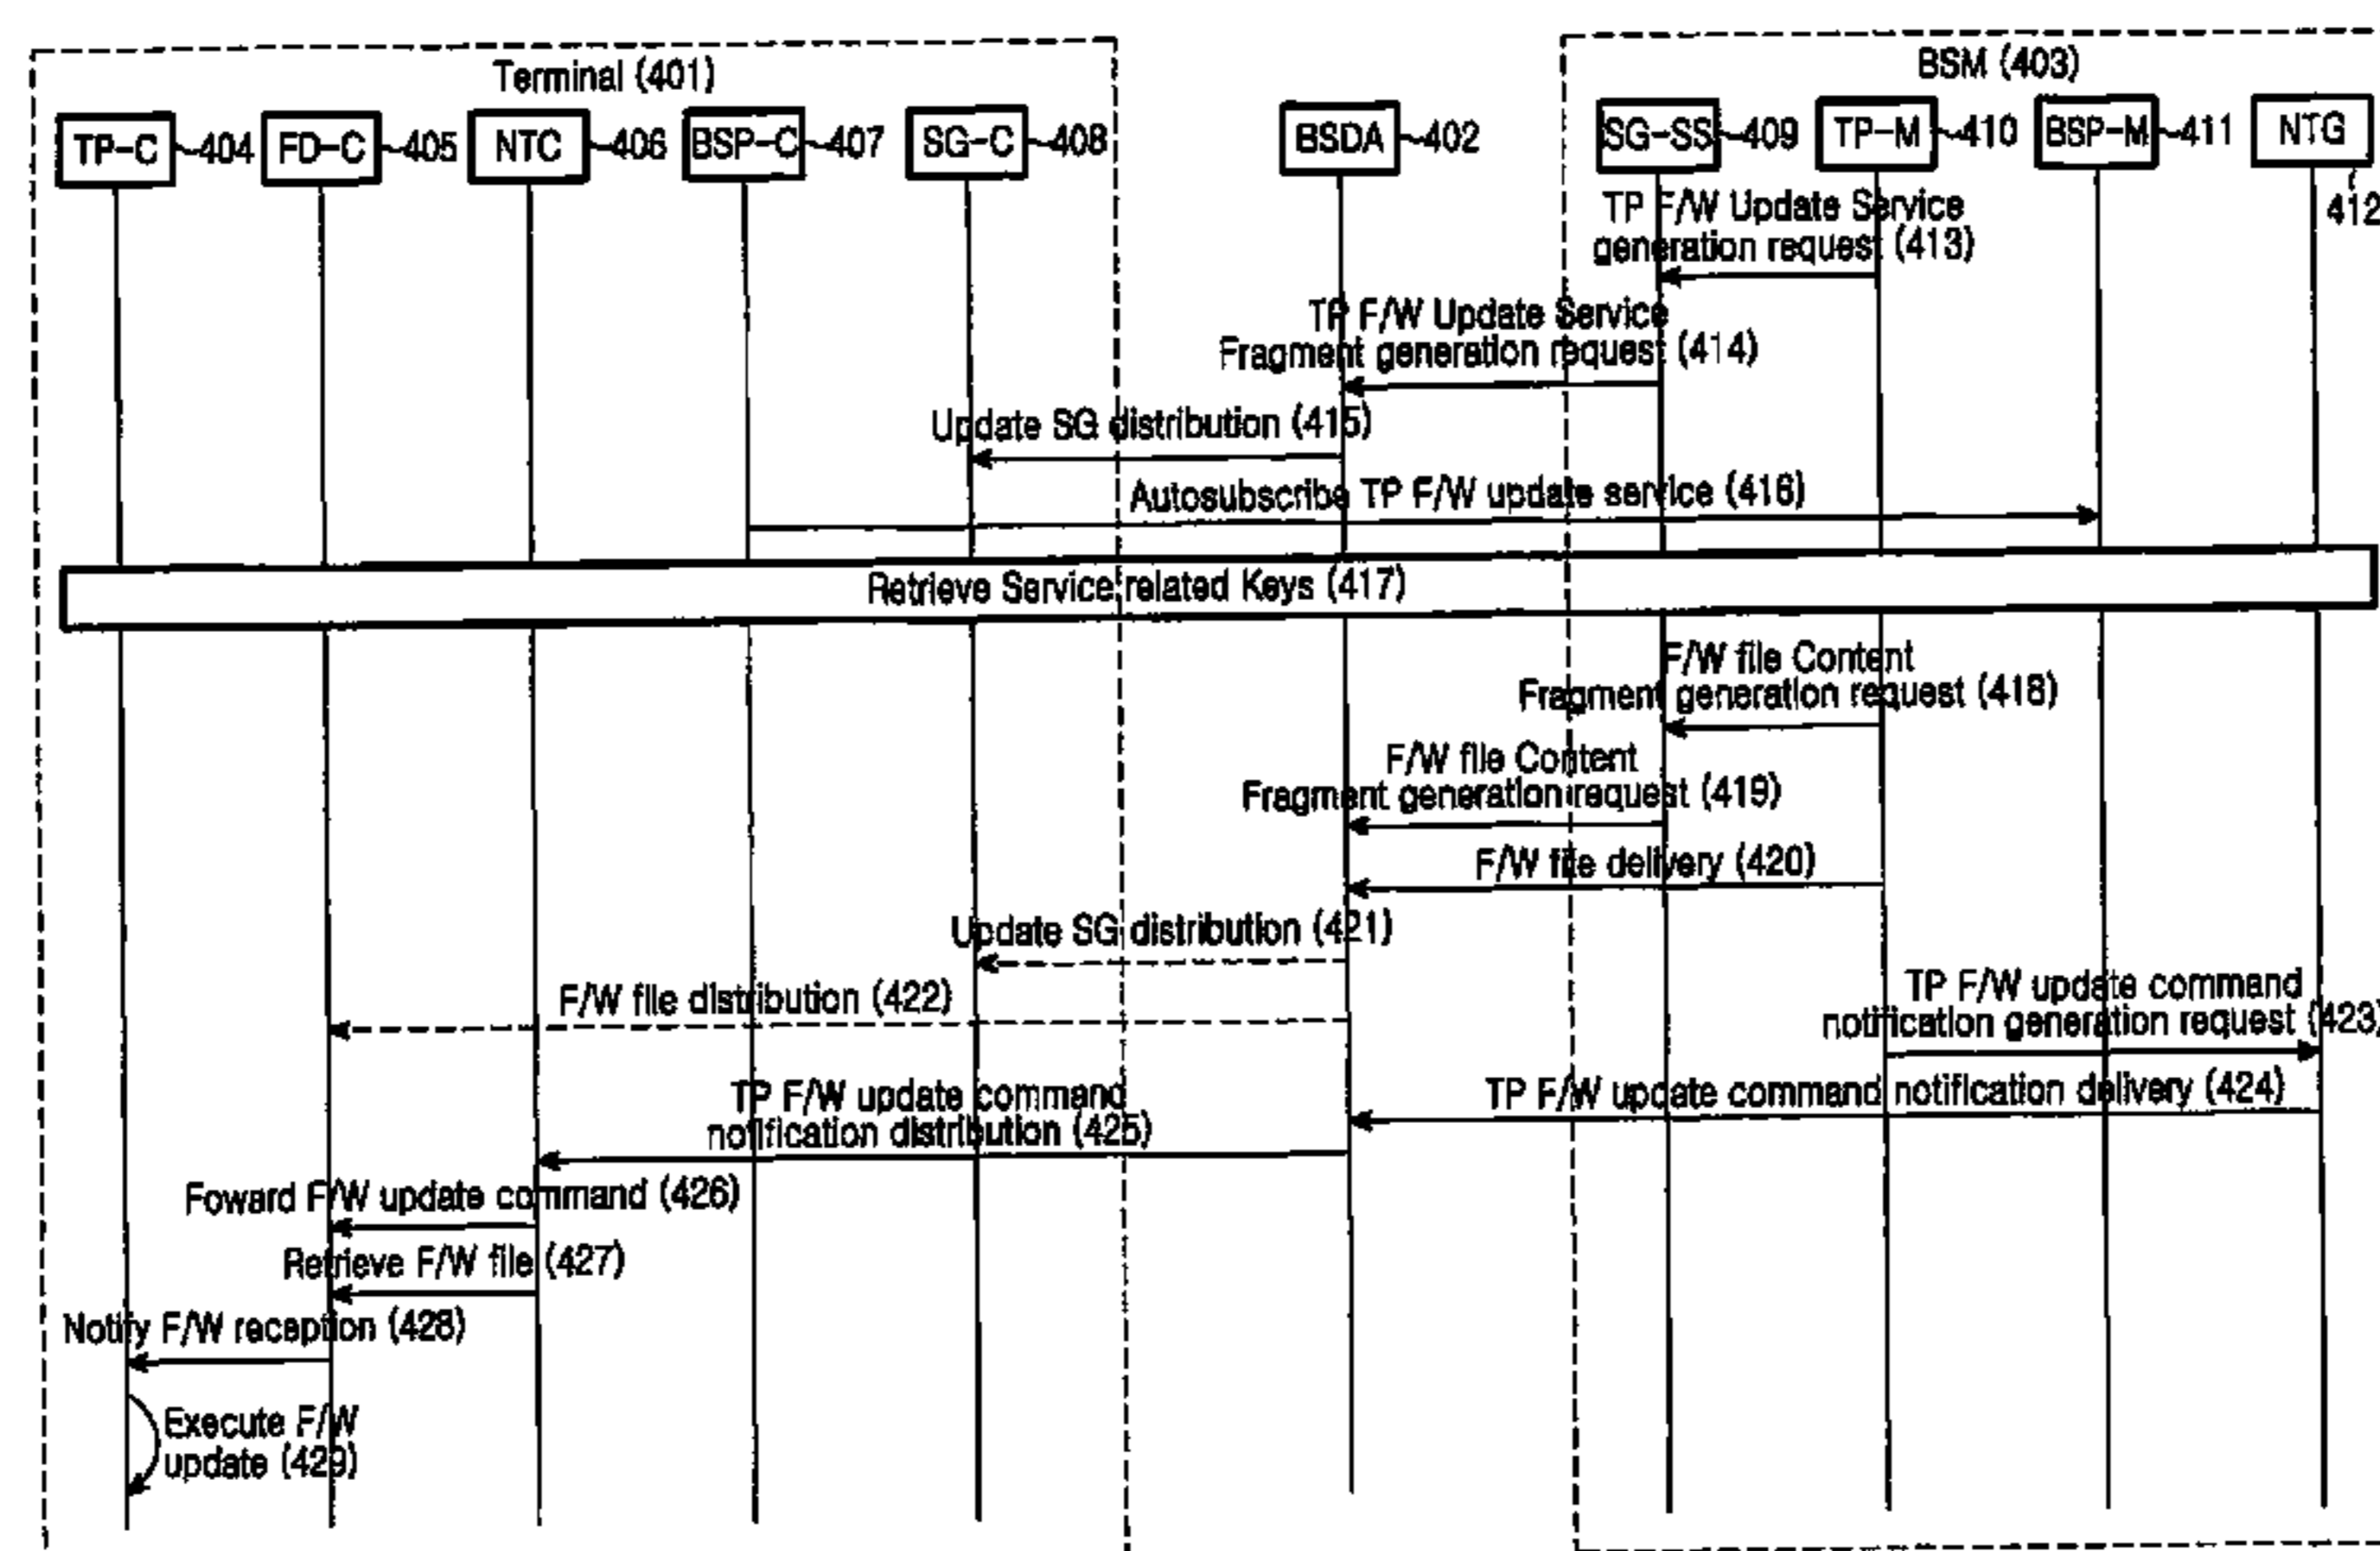 Terminal (401)
BSM (403)
TP-C 404 FD-C 405 NTC 406 BSP-C 407 SG-C 408 BSDA 402 SG-SS 409 TP-M 410 BSP-M 411 NTG
412
TP F/W Update Service
generation request (413)
TP F/W Update Service
Fragment generation request (414)
Update SG distribution (415)
Autosubscribe TP F/W update service (416)
Retrieve Service related Keys (417)
F/W file Content
Fragment generation request (418)
F/W file Content
Fragment generation request (419)
F/W file delivery (420)
Update SG distribution (421)
F/W file distribution (422)
TP F/W update command
notification generation request (423)
TP F/W update command notification delivery (424)
TP F/W update command
notification distribution (425)
Foward F/W update command (426)
Retrieve F/W file (427)
Notify F/W reception (428)
Execute F/W
update (429)